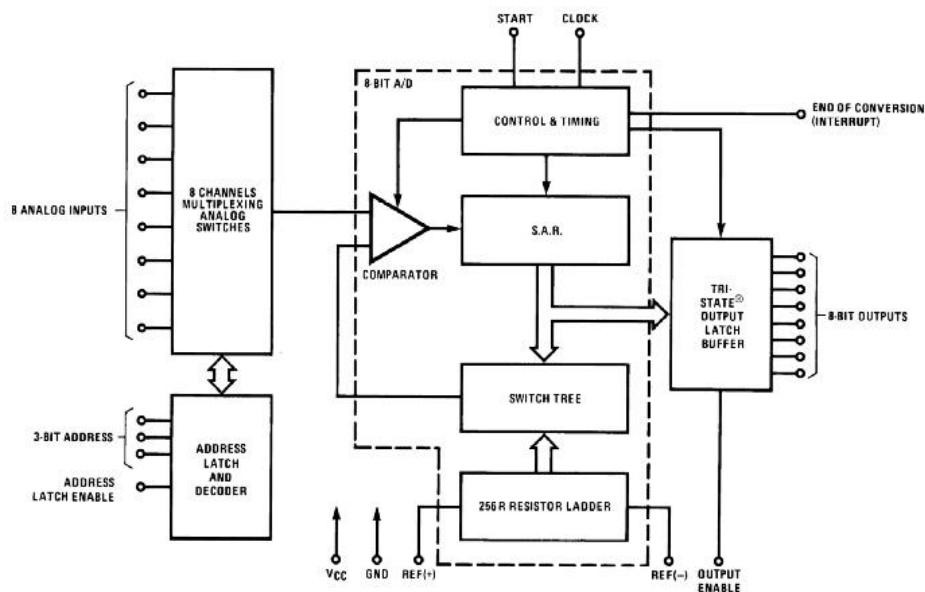 START
CLOCK
8-BIT A/D
CONTROL & TIMING
END OF CONVERSION
(INTERRUPT)
8 ANALOG INPUTS
8 CHANNELS
MULTIPLEXING
ANALOG
SWITCHES
S.A.R.
COMPARATOR
TRI-
STATE®
OUTPUT
LATCH
BUFFER
8-BIT OUTPUTS
SWITCH TREE
3-BIT ADDRESS
ADDRESS
LATCH ENABLE
ADDRESS
LATCH
AND
DECODER
256R RESISTOR LADDER
VCC
GND
REF(+)
REF(−)
OUTPUT
ENABLE